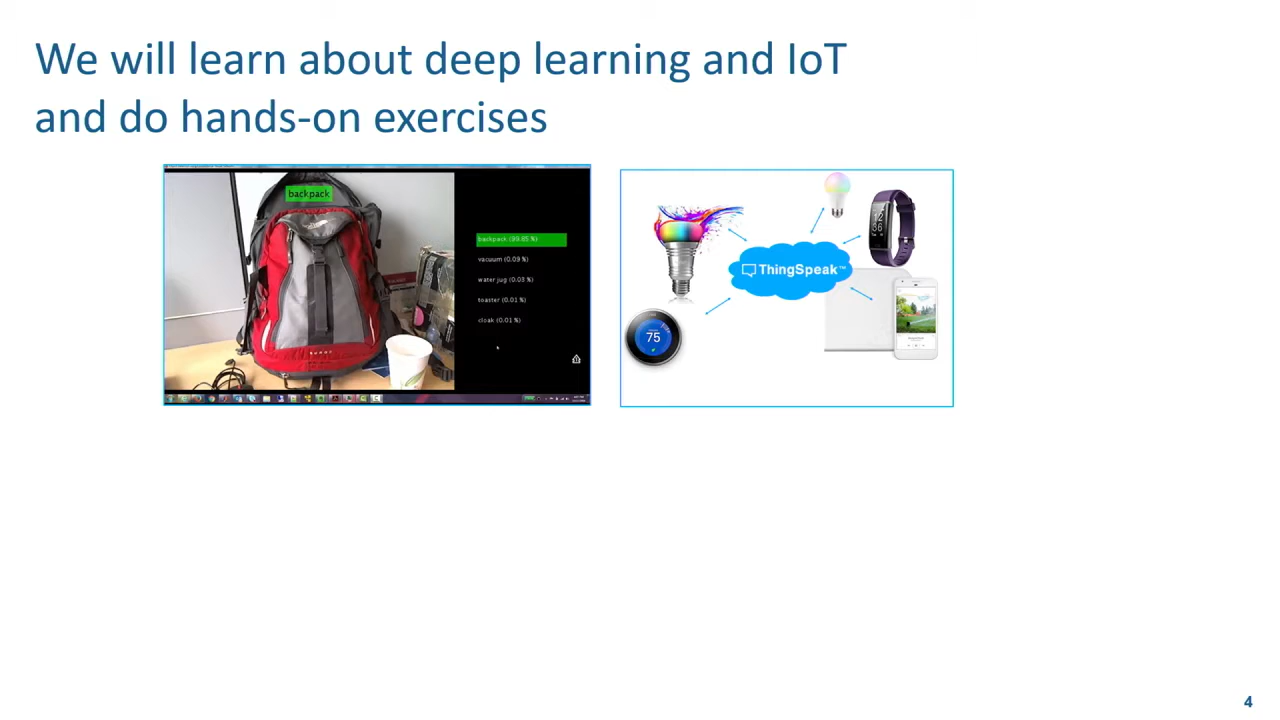 We will learn about deep learning and IoT
and do hands-on exercises
backpack
backpack (99.85 %)
vacuum (0.09 %)
water jug (0.03 %)
toaster (0.01 %)
cloak (0.01 %)
ThingSpeak™
75
4